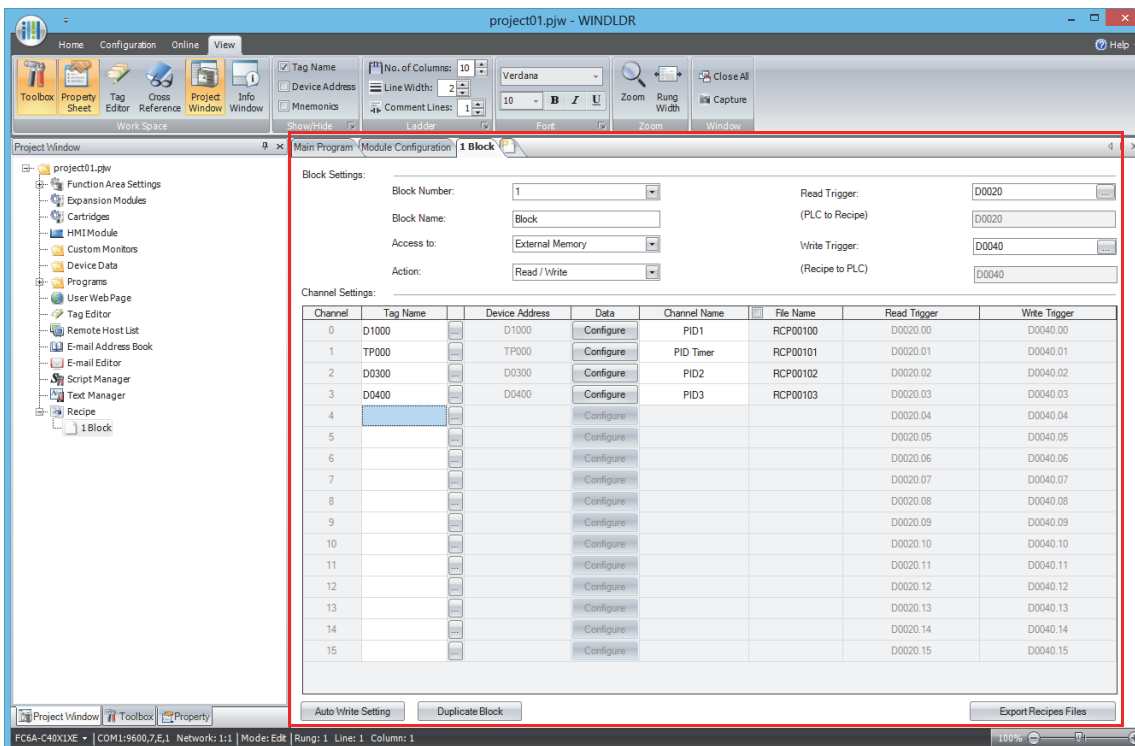 project01.pjw - WINDLDR
Home Configuration Online View Help
Toolbox Property Sheet Tag Editor Cross Reference Project Window Info Window
Work Space
Tag Name
Device Address
Mnemonics
Show/Hide
No. of Columns: 10
Line Width: 2
Comment Lines: 1
Ladder
Verdana
10 B I U
Font
Zoom Rung Width
Zoom
Close All
Capture
Window
Project Window
project01.pjw
Function Area Settings
Expansion Modules
Cartridges
HMI Module
Custom Monitors
Device Data
Programs
User Web Page
Tag Editor
Remote Host List
E-mail Address Book
E-mail Editor
Script Manager
Text Manager
Recipe
1 Block
Main Program Module Configuration 1 Block
Block Settings:
Block Number: 1 Read Trigger: D0020 ...
Block Name: Block (PLC to Recipe) D0020
Access to: External Memory Write Trigger: D0040 ...
Action: Read / Write (Recipe to PLC) D0040
Channel Settings:
Channel Tag Name Device Address Data Channel Name File Name Read Trigger Write Trigger
0 D1000 ... D1000 Configure PID1 RCP00100 D0020.00 D0040.00
1 TP000 ... TP000 Configure PID Timer RCP00101 D0020.01 D0040.01
2 D0300 ... D0300 Configure PID2 RCP00102 D0020.02 D0040.02
3 D0400 ... D0400 Configure PID3 RCP00103 D0020.03 D0040.03
4 ... Configure D0020.04 D0040.04
5 ... Configure D0020.05 D0040.05
6 ... Configure D0020.06 D0040.06
7 ... Configure D0020.07 D0040.07
8 ... Configure D0020.08 D0040.08
9 ... Configure D0020.09 D0040.09
10 ... Configure D0020.10 D0040.10
11 ... Configure D0020.11 D0040.11
12 ... Configure D0020.12 D0040.12
13 ... Configure D0020.13 D0040.13
14 ... Configure D0020.14 D0040.14
15 ... Configure D0020.15 D0040.15
Auto Write Setting Duplicate Block Export Recipes Files
Project Window Toolbox Property
FC6A-C40X1XE COM1:9600,7,E,1 Network: 1:1 Mode: Edit Rung: 1 Line: 1 Column: 1 100%